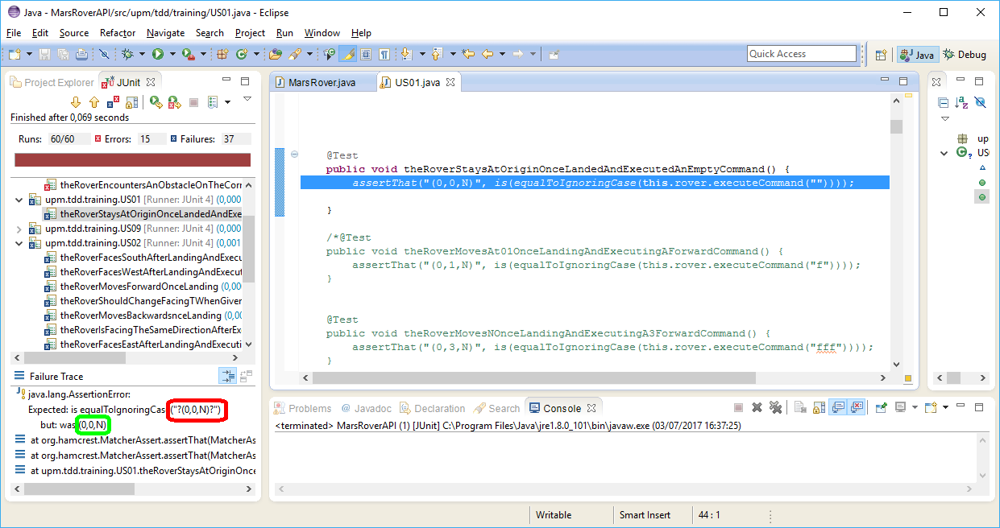 Java - MarsRoverAPI/src/upm/tdd/training/US01.java - Eclipse
File Edit Source Refactor Navigate Search Project Run Window Help
Quick Access Java Debug
Project Explorer JUnit
Finished after 0,069 seconds
Runs: 60/60 Errors: 15 Failures: 37
theRoverEncountersAnObstacleOnTheCorr
upm.tdd.training.US01 [Runner: JUnit 4] (0,000
theRoverStaysAtOriginOnceLandedAndExe
upm.tdd.training.US09 [Runner: JUnit 4] (0,000
upm.tdd.training.US02 [Runner: JUnit 4] (0,001
theRoverFacesSouthAfterLandingAndExecu
theRoverFacesWestAfterLandingAndExecut
theRoverMovesForwardOnceLanding (0,00
theRoverShouldChangeFacingTWhenGiver
theRoverMovesBackwardsnceLanding (0,00
theRoverIsFacingTheSameDirectionAfterEx
theRoverFacesEastAfterLandingAndExecuti
Failure Trace
java.lang.AssertionError:
Expected: is equalToIgnoringCas ("?(0,0,N)?")
but: was (0,0,N)
at org.hamcrest.MatcherAssert.assertThat(MatcherAs
at org.hamcrest.MatcherAssert.assertThat(MatcherAs
at upm.tdd.training.US01.theRoverStaysAtOriginOnce
MarsRover.java US01.java
@Test
public void theRoverStaysAtOriginOnceLandedAndExecutedAnEmptyCommand() {
assertThat("(0,0,N)", is(equalToIgnoringCase(this.rover.executeCommand(""))));
}
/*@Test
public void theRoverMovesAt01OnceLandingAndExecutingAForwardCommand() {
assertThat("(0,1,N)", is(equalToIgnoringCase(this.rover.executeCommand("f"))));
}
@Test
public void theRoverMovesNOnceLandingAndExecutingA3ForwardCommand() {
assertThat("(0,3,N)", is(equalToIgnoringCase(this.rover.executeCommand("fff"))));
}
up
US
Problems @ Javadoc Declaration Search Console
<terminated> MarsRoverAPI (1) [JUnit] C:\Program Files\Java\jre1.8.0_101\bin\javaw.exe (03/07/2017 16:37:25)
Writable Smart Insert 44 : 1